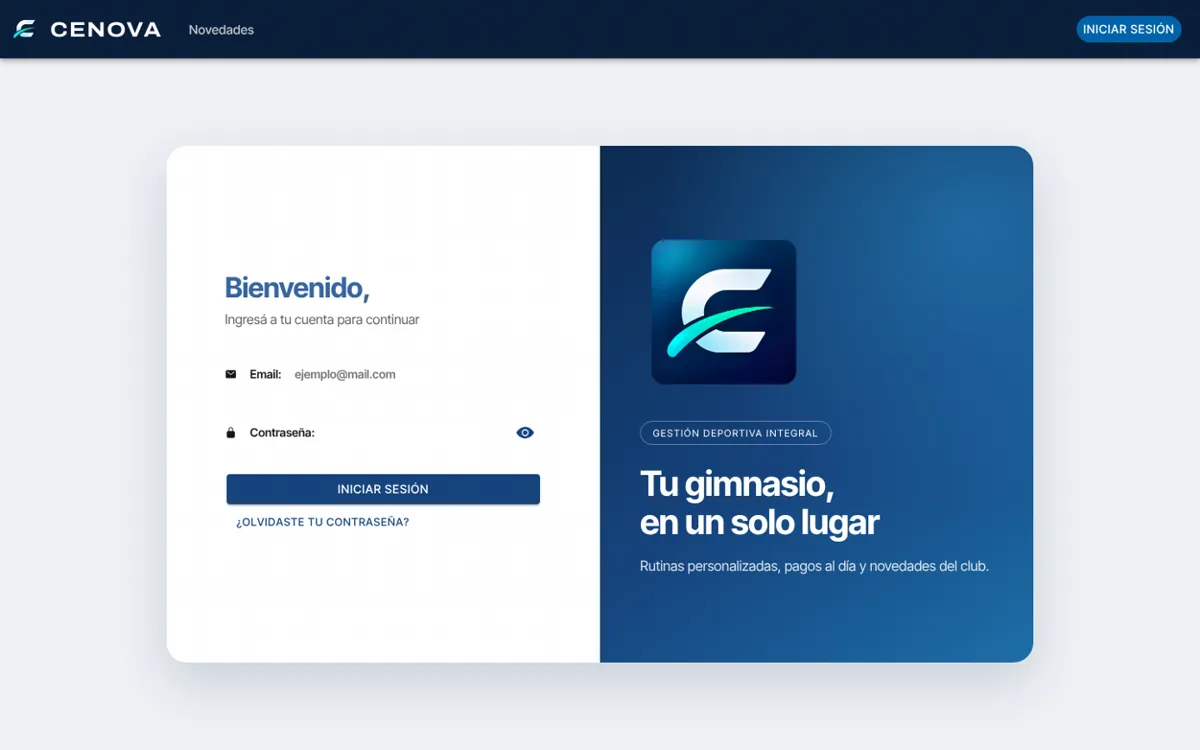 CENOVA
Novedades
INICIAR SESIÓN
Bienvenido,
Ingresá a tu cuenta para continuar
Email: ejemplo@mail.com
Contraseña:
INICIAR SESIÓN
¿OLVIDASTE TU CONTRASEÑA?
GESTIÓN DEPORTIVA INTEGRAL
Tu gimnasio,
en un solo lugar
Rutinas personalizadas, pagos al día y novedades del club.